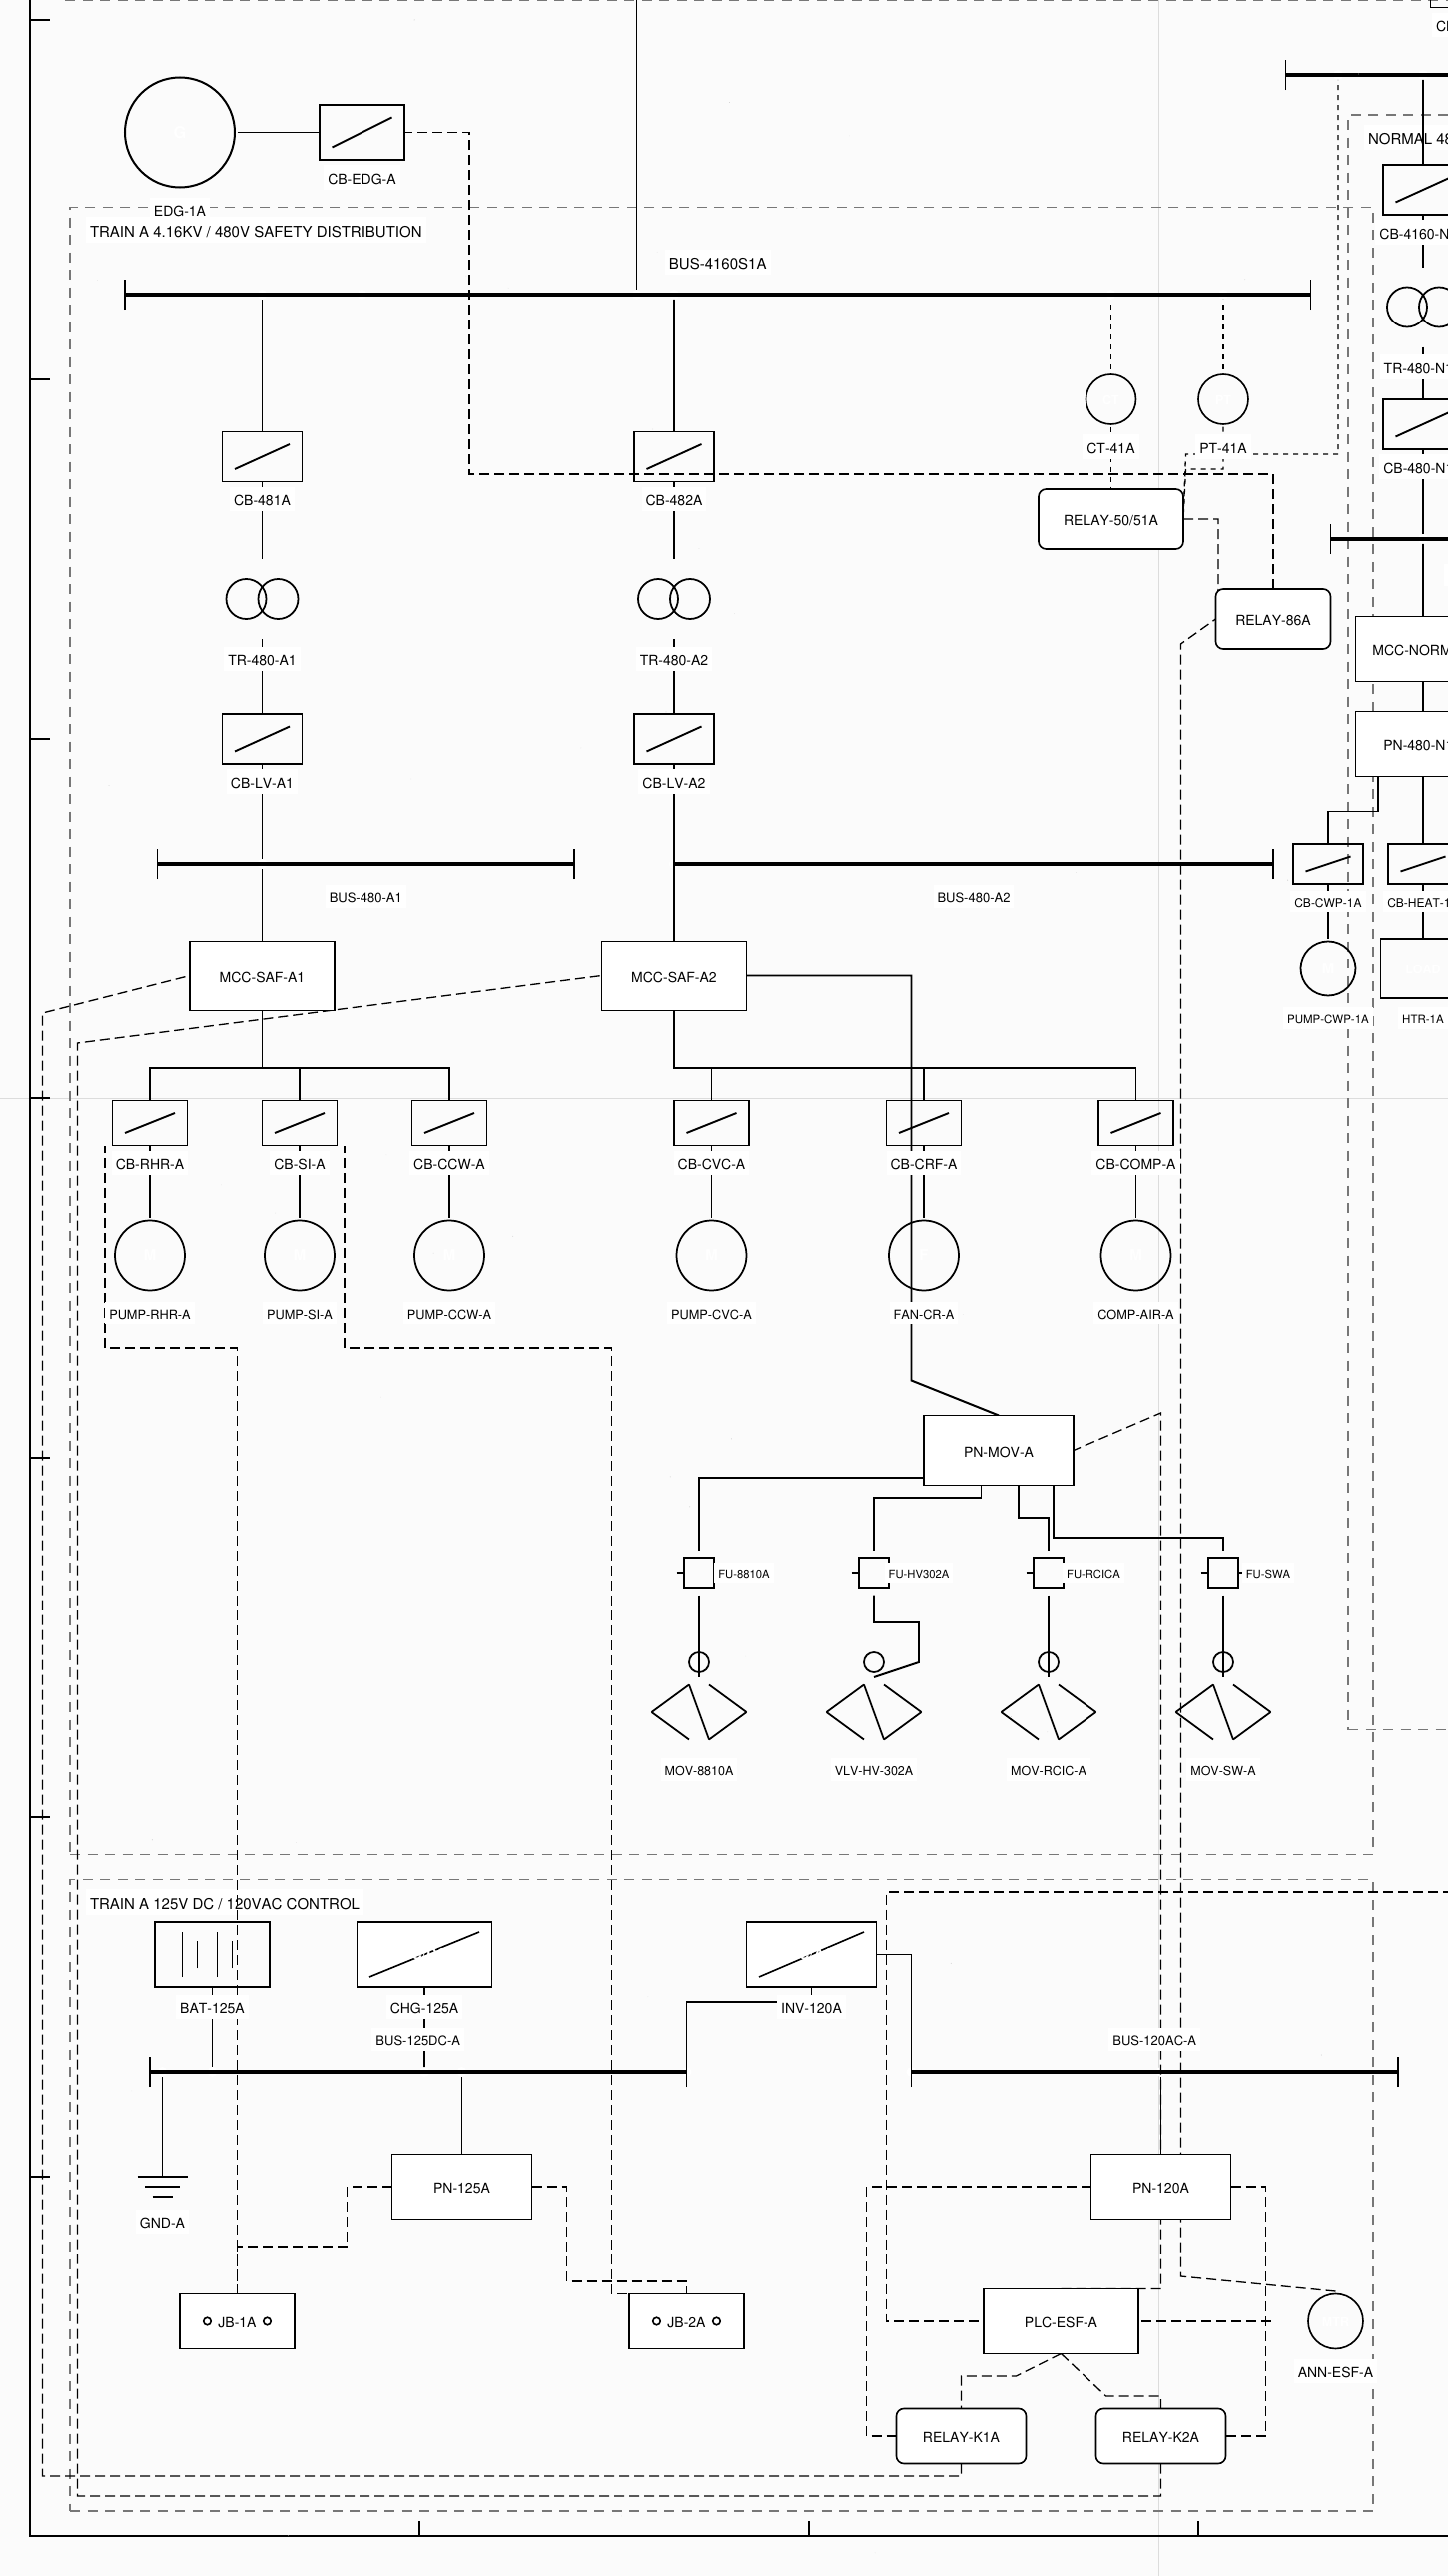 CB-EDG-A
EDG-1A
TRAIN A 4.16KV / 480V SAFETY DISTRIBUTION
BUS-4160S1A
NORMAL 48
CB-4160-N
TR-480-N1
CB-480-N1
CT-41A
PT-41A
CB-481A
CB-482A
RELAY-50/51A
RELAY-86A
TR-480-A1
TR-480-A2
MCC-NORM
PN-480-N1
CB-LV-A1
CB-LV-A2
BUS-480-A1
BUS-480-A2
CB-CWP-1A
CB-HEAT-1
MCC-SAF-A1
MCC-SAF-A2
PUMP-CWP-1A
HTR-1A
CB-RHR-A
CB-SI-A
CB-CCW-A
CB-CVC-A
CB-CRF-A
CB-COMP-A
PUMP-RHR-A
PUMP-SI-A
PUMP-CCW-A
PUMP-CVC-A
FAN-CR-A
COMP-AIR-A
PN-MOV-A
FU-8810A
FU-HV302A
FU-RCICA
FU-SWA
MOV-8810A
VLV-HV-302A
MOV-RCIC-A
MOV-SW-A
TRAIN A 125V DC / 120VAC CONTROL
BAT-125A
CHG-125A
INV-120A
BUS-125DC-A
BUS-120AC-A
PN-125A
PN-120A
GND-A
JB-1A
JB-2A
PLC-ESF-A
ANN-ESF-A
RELAY-K1A
RELAY-K2A